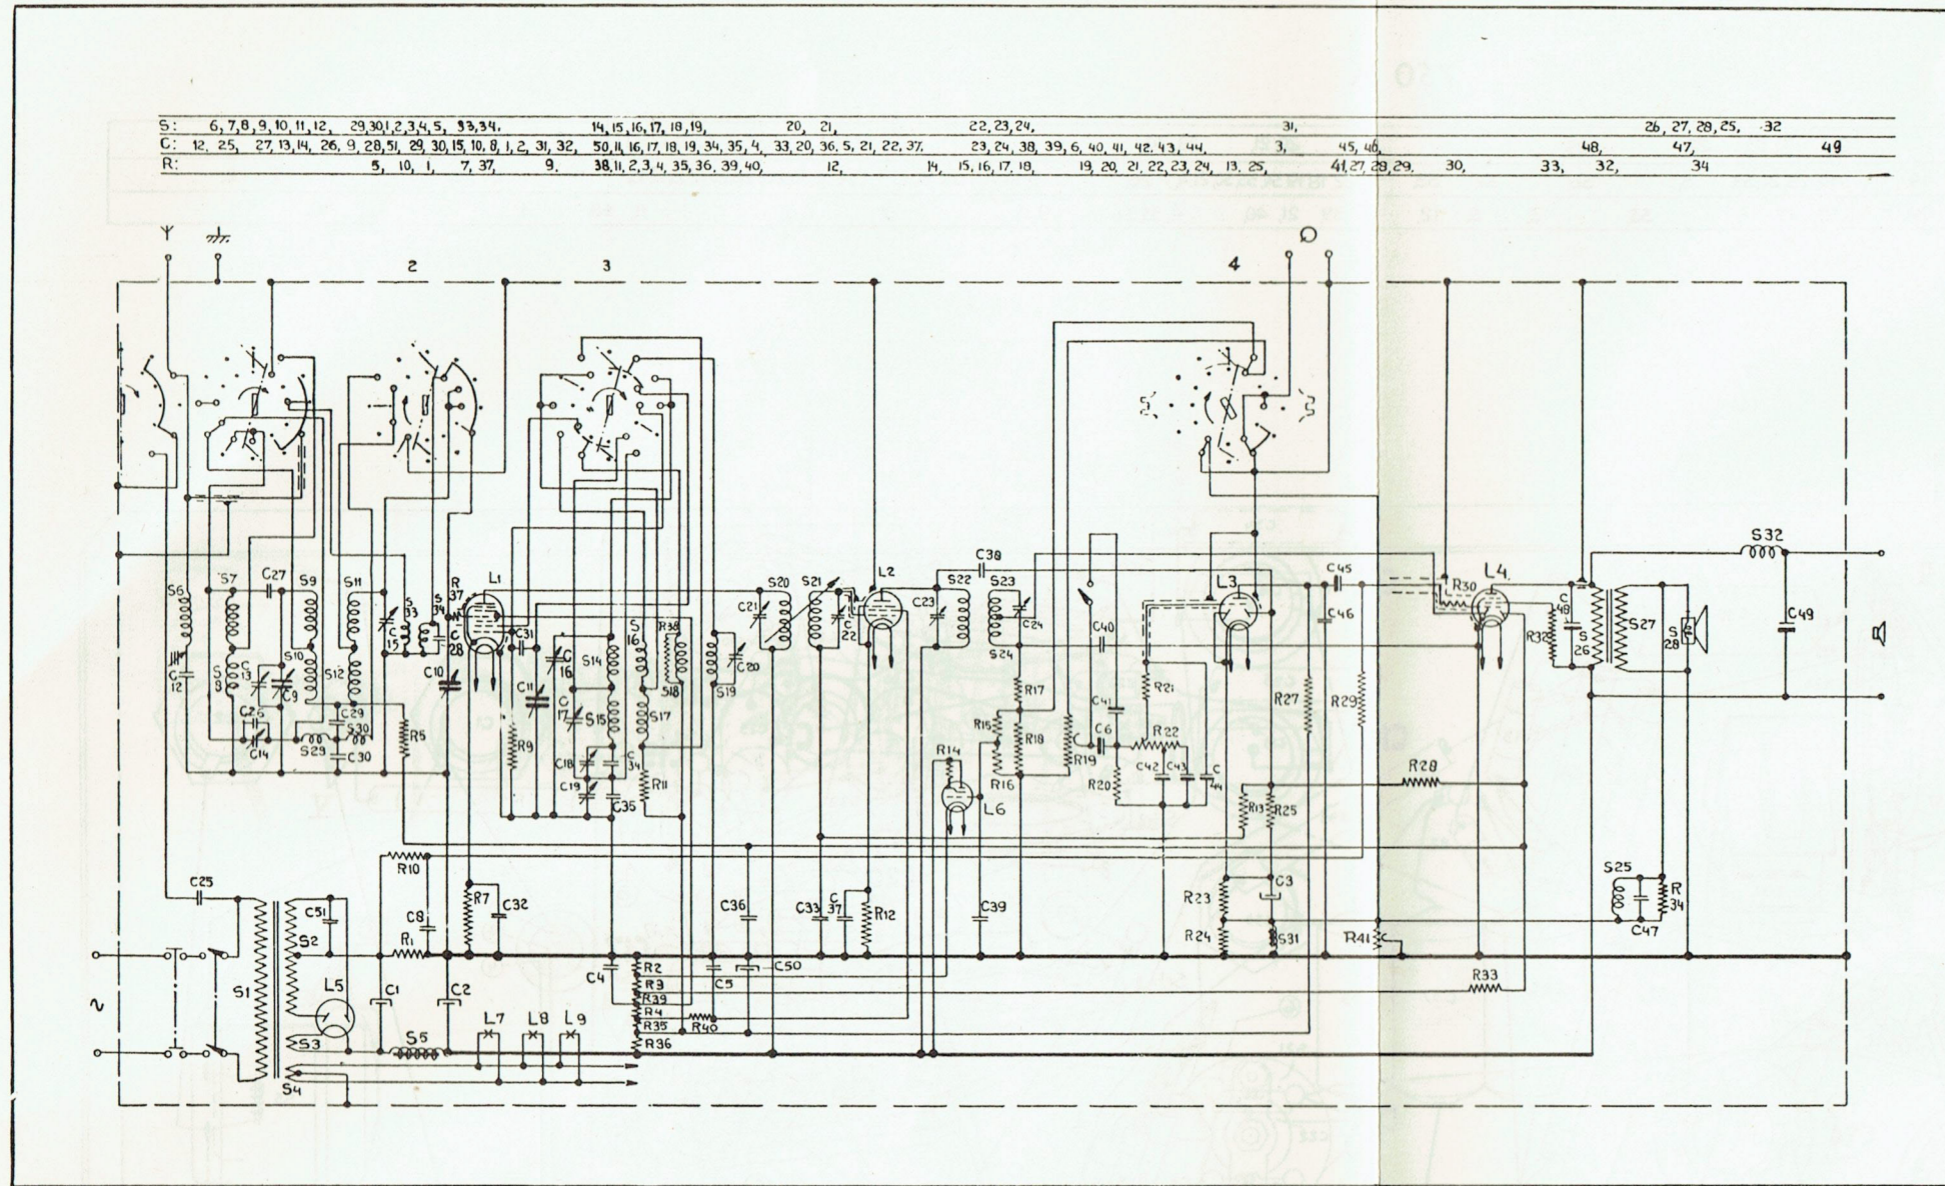 S: 6, 7, 8, 9, 10, 11, 12, 29, 30, 1, 2, 3, 4, 5, 33, 34. 14, 15, 16, 17, 18, 19, 20, 21, 22, 23, 24, 31, 26, 27, 28, 25, 32
C: 12, 25, 27, 13, 14, 26, 9, 28, 51, 29, 30, 15, 10, 8, 1, 2, 31, 32, 50, 11, 16, 17, 18, 19, 34, 35, 4, 33, 20, 36, 5, 21, 22, 37. 23, 24, 38, 39, 6, 40, 41, 42, 43, 44, 3, 45, 46 48, 47, 49
R: 5, 10, 1, 7, 37, 9. 38, 11, 2, 3, 4, 35, 36, 39, 40, 12, 14, 15, 16, 17, 18, 19, 20, 21, 22, 23, 24, 13, 25, 41, 27, 28, 29. 30, 33, 32, 34
2 3 4
S32
S6 S7 C27 S9 S11 S33 R37 L1 S20 S21 L2 C38 S22 S23 L3 C45 R30 L4
C15 S34 C28 C31 S16 R38 C21 C22 C23 C24 C40 C46 C48 S27 C49
S8 C13 S10 C9 S12 C10 C11 C16 S14 S18 S19 C20 S24 R32 S26 S28
C26 C14 S29 C29 S30 C30 R5 R9 C17 S15 S17 R17 C41 R21 R27 R29
C18 C34 R11 R15 R18 C6 R22 R14 R16 R19 R20 C42 C43 C44 R28
C19 C35 L6 R13 R25
R10 S25
C25 C51 C8 R7 C32 C36 C33 C37 R12 C39 R23 C3 R34
S2 R1 R24 S31 R41 C47
S1 L5 C1 C2 C4 R2 C5 C50 R33
R3
R39
R4
S3 S5 L7 L8 L9 R35 R40
R36
S4